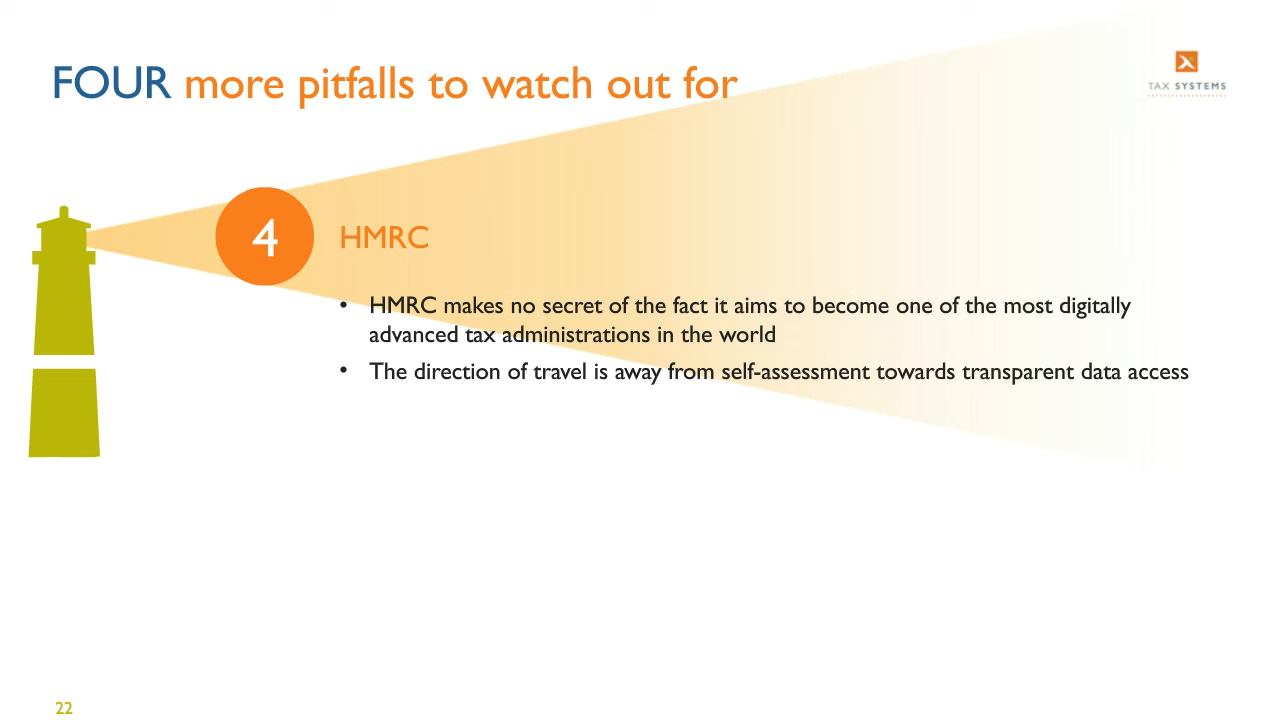 FOUR more pitfalls to watch out for
TAX SYSTEMS
4
HMRC
• HMRC makes no secret of the fact it aims to become one of the most digitally
advanced tax administrations in the world
• The direction of travel is away from self-assessment towards transparent data access
22